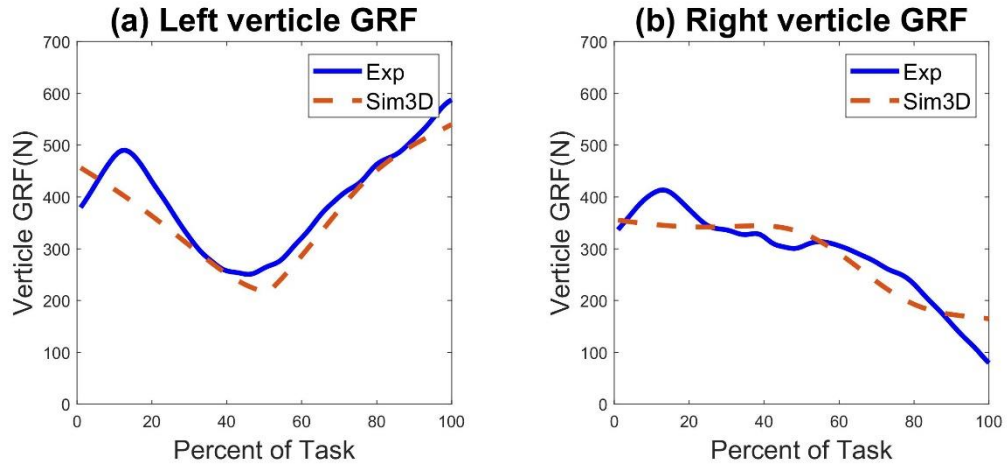 (a) Left verticle GRF
700
600
500
400
300
200
100
0
Verticle GRF(N)
Exp
Sim3D
0 20 40 60 80 100
Percent of Task
(b) Right verticle GRF
700
600
500
400
300
200
100
0
Verticle GRF(N)
Exp
Sim3D
0 20 40 60 80 100
Percent of Task